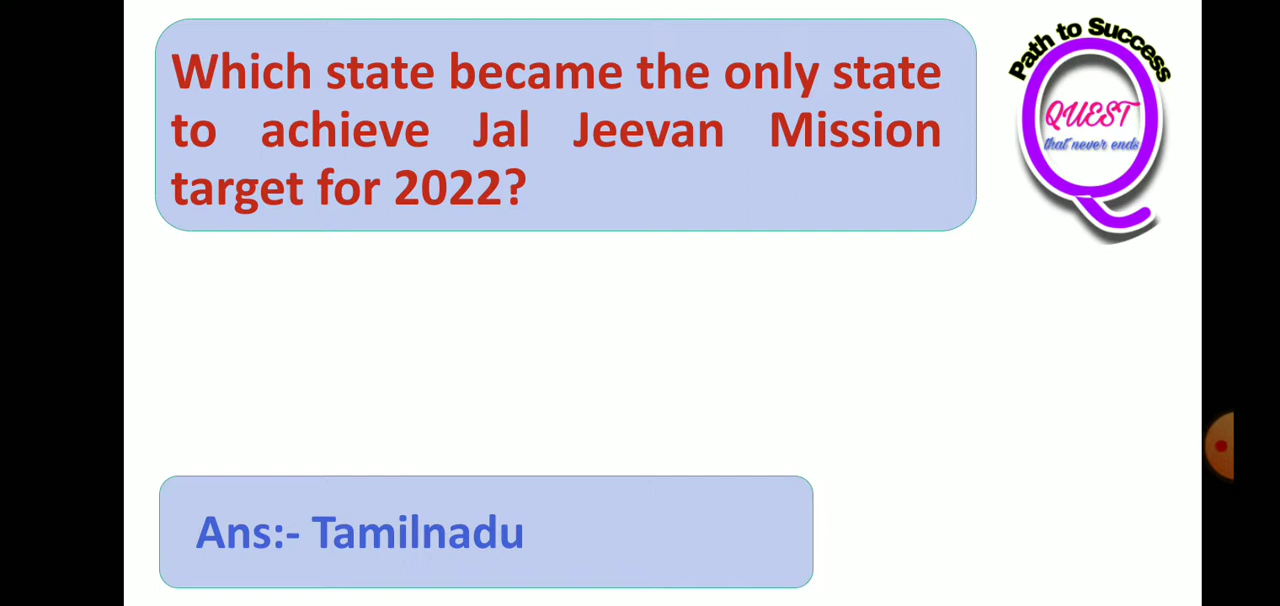 Which state became the only state
to achieve Jal Jeevan Mission
target for 2022?
Path to Success
QUEST
that never ends
Ans:- Tamilnadu